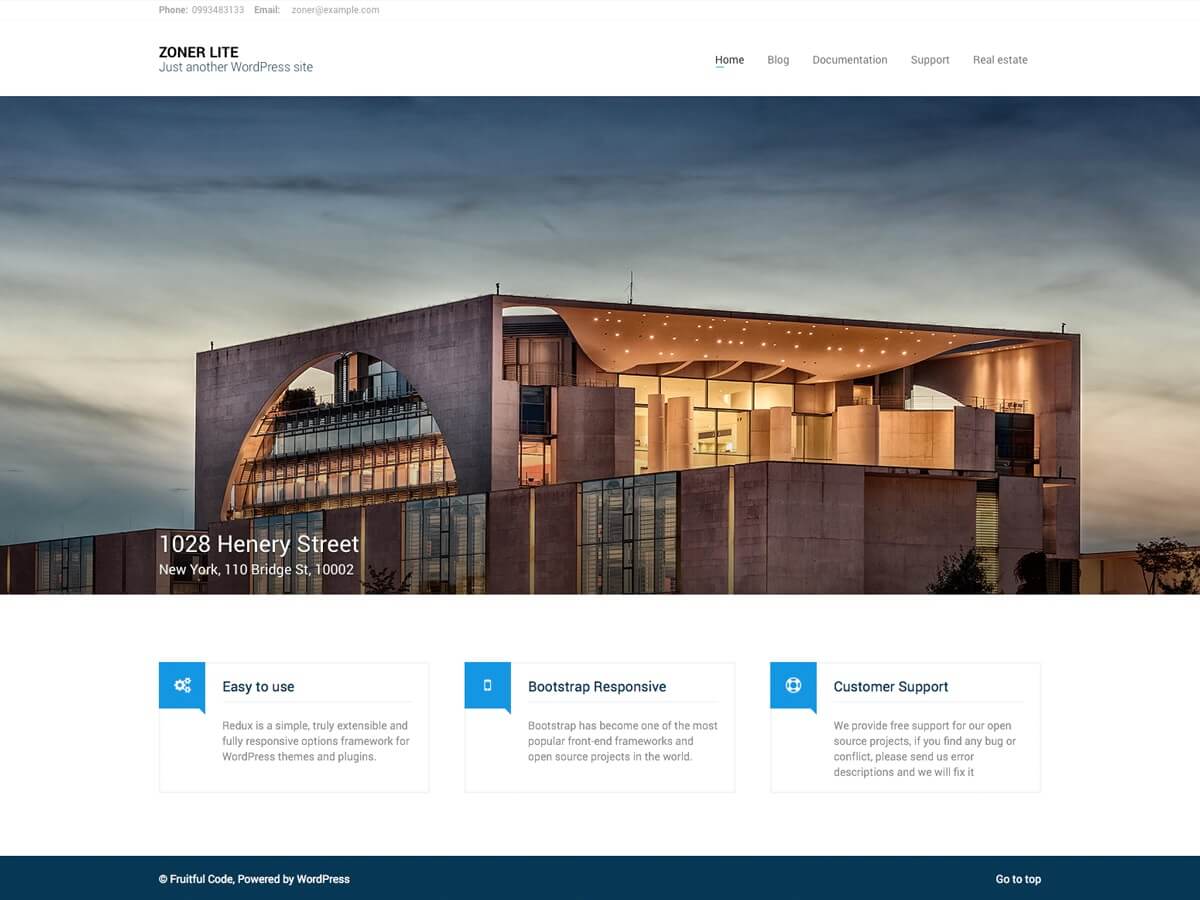 Phone: 0993483133 Email: zoner@example.com
ZONER LITE
Just another WordPress site
Home Blog Documentation Support Real estate
1028 Henery Street
New York, 110 Bridge St, 10002
Easy to use
Redux is a simple, truly extensible and
fully responsive options framework for
WordPress themes and plugins.
Bootstrap Responsive
Bootstrap has become one of the most
popular front-end frameworks and
open source projects in the world.
Customer Support
We provide free support for our open
source projects, if you find any bug or
conflict, please send us error
descriptions and we will fix it
© Fruitful Code, Powered by WordPress
Go to top